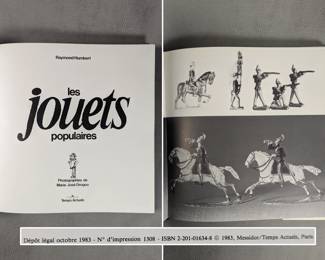 Raymond Humbert
les
jouets
populaires
Photographies de
Marie-José Drogou
Temps Actuels
Dépôt légal octobre 1983 - N° d'impression 1308 - ISBN 2-201-01634-8 © 1983, Messidor/Temps Actuels, Paris